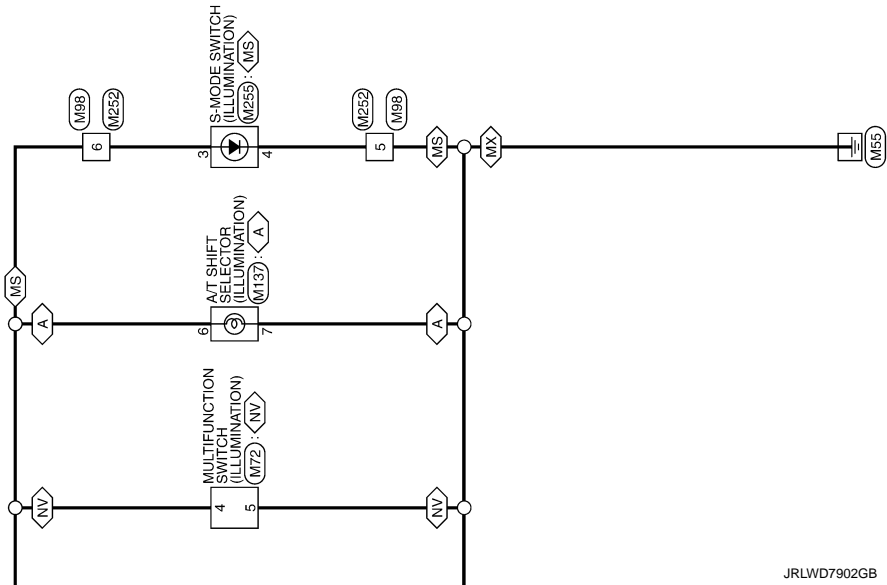 M98
M252
6
S-MODE SWITCH
(ILLUMINATION)
M255 : MS
3
4
M252
M98
5
MS
MX
M55
MS
A
A/T SHIFT
SELECTOR
(ILLUMINATION)
M137 : A
6
7
A
NV
MULTIFUNCTION
SWITCH
(ILLUMINATION)
M72 : NV
4
5
NV
JRLWD7902GB